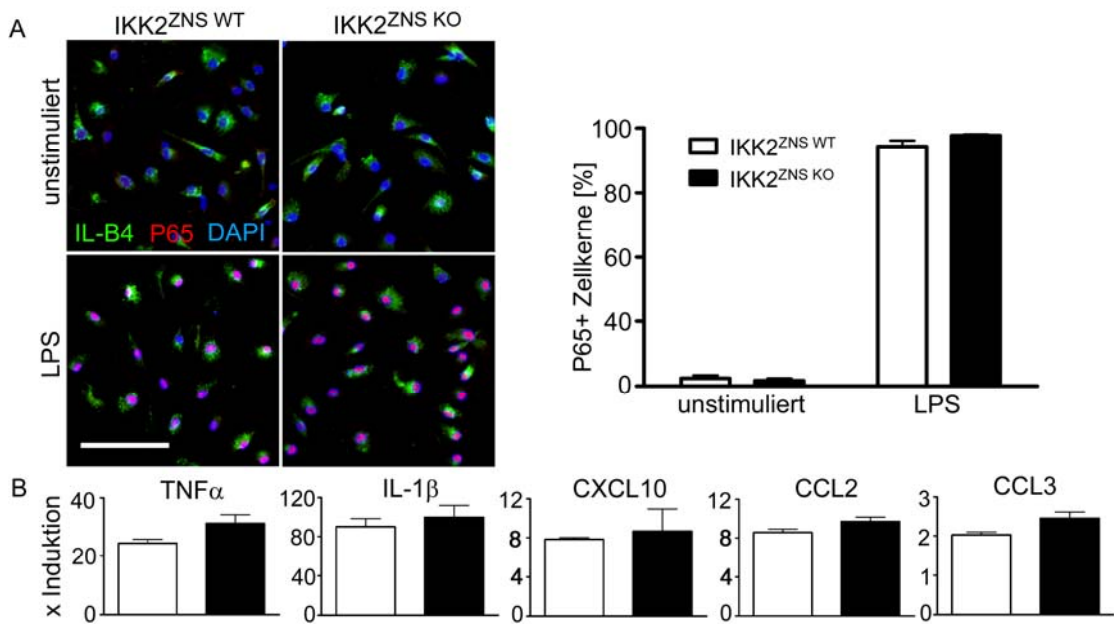 A
IKK2ZNS WT
IKK2ZNS KO
unstimuliert
IL-B4 P65 DAPI
LPS
P65+ Zellkerne [%]
100
80
60
40
20
0
IKK2ZNS WT
IKK2ZNS KO
unstimuliert
LPS
B
x Induktion
TNFα
40
20
0
IL-1β
120
80
40
0
CXCL10
12
8
4
0
CCL2
12
8
4
0
CCL3
3
2
1
0